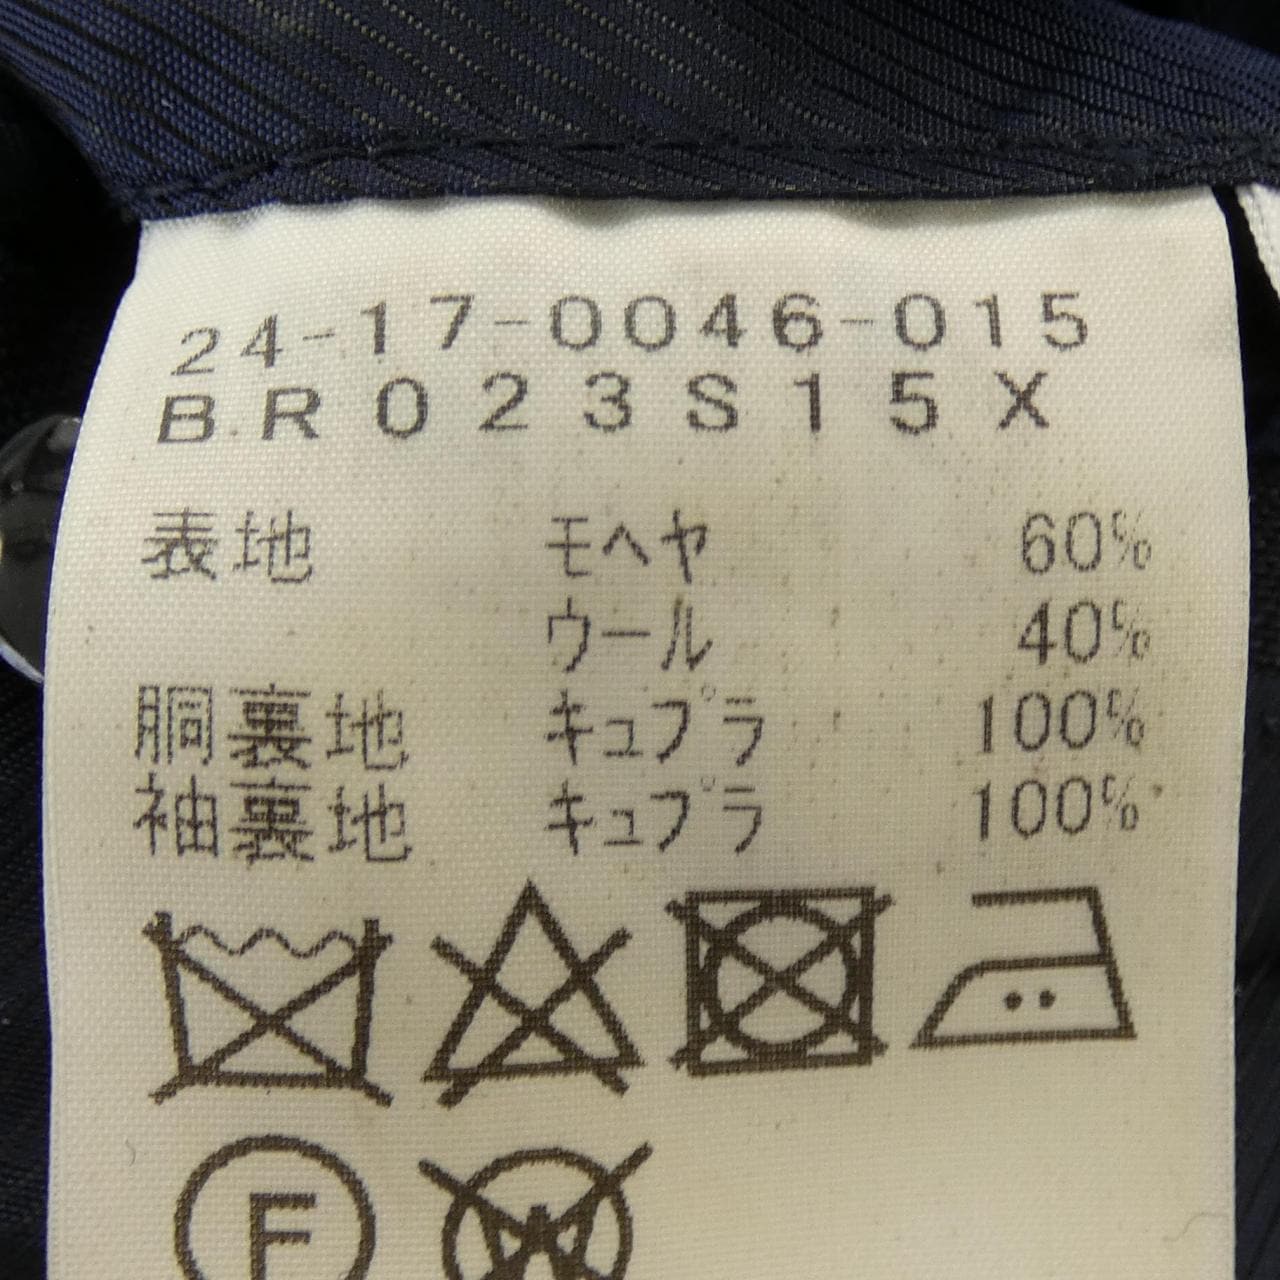 24-17-0046-015
BR023S15X
表地 モヘヤ 60%
ウール 40%
胴裏地 キュプラ 100%
袖裏地 キュプラ 100%
F
W